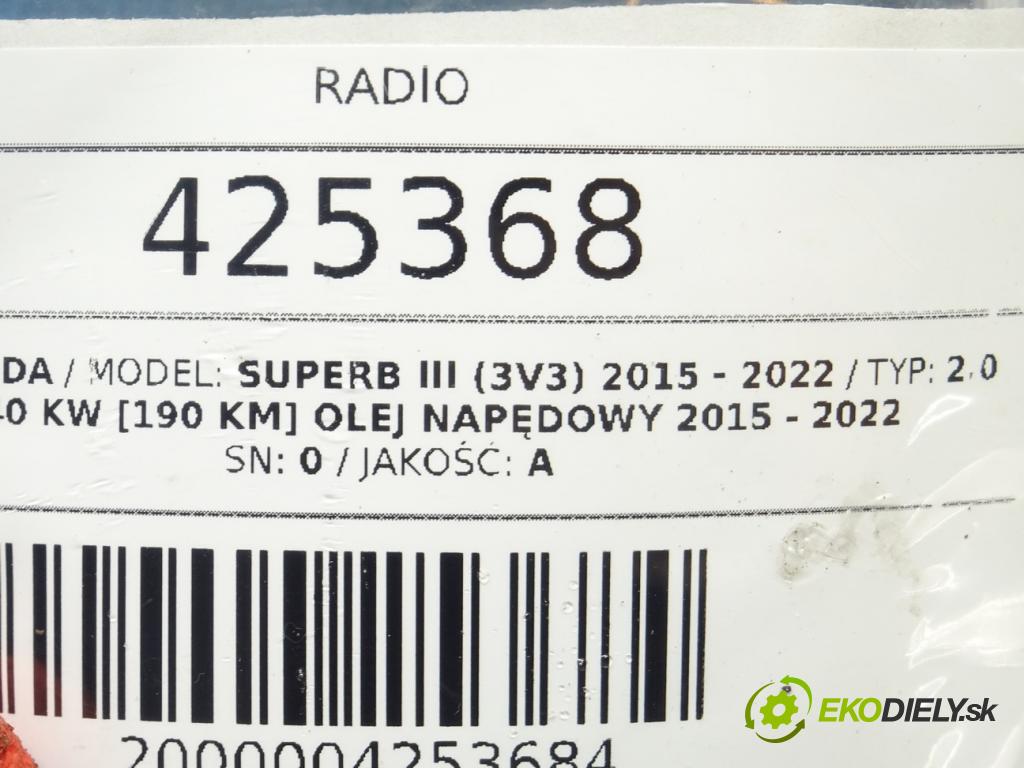 RADIO
425368
DA / MODEL: SUPERB III (3V3) 2015 - 2022 / TYP: 2.0
40 KW [190 KM] OLEJ NAPĘDOWY 2015 - 2022
SN: 0 / JAKOŚĆ: A
2000004253684
EKODIELY.sk